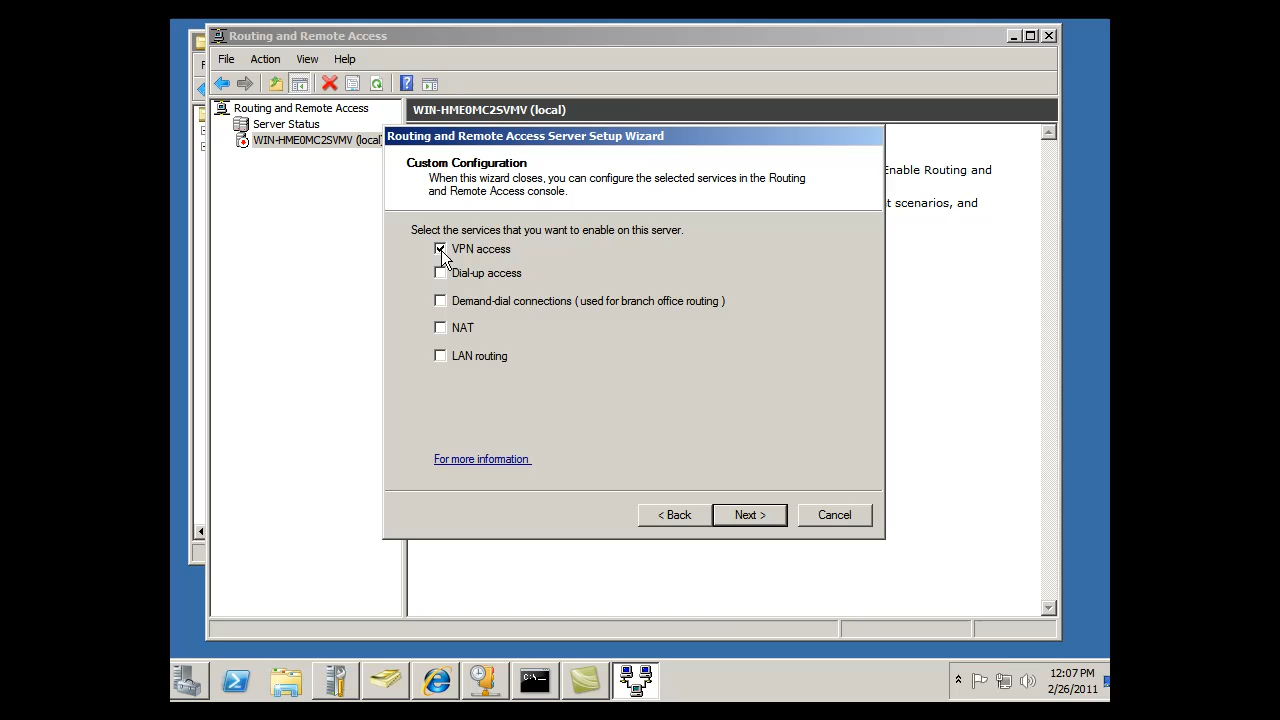 Routing and Remote Access
File Action View Help
Routing and Remote Access
Server Status
WIN-HME0MC2SVMV (local)
WIN-HME0MC2SVMV (local)
Enable Routing and
t scenarios, and
Routing and Remote Access Server Setup Wizard
Custom Configuration
When this wizard closes, you can configure the selected services in the Routing
and Remote Access console.
Select the services that you want to enable on this server.
VPN access
Dial-up access
Demand-dial connections ( used for branch office routing )
NAT
LAN routing
For more information
< Back Next > Cancel
12:07 PM
2/26/2011